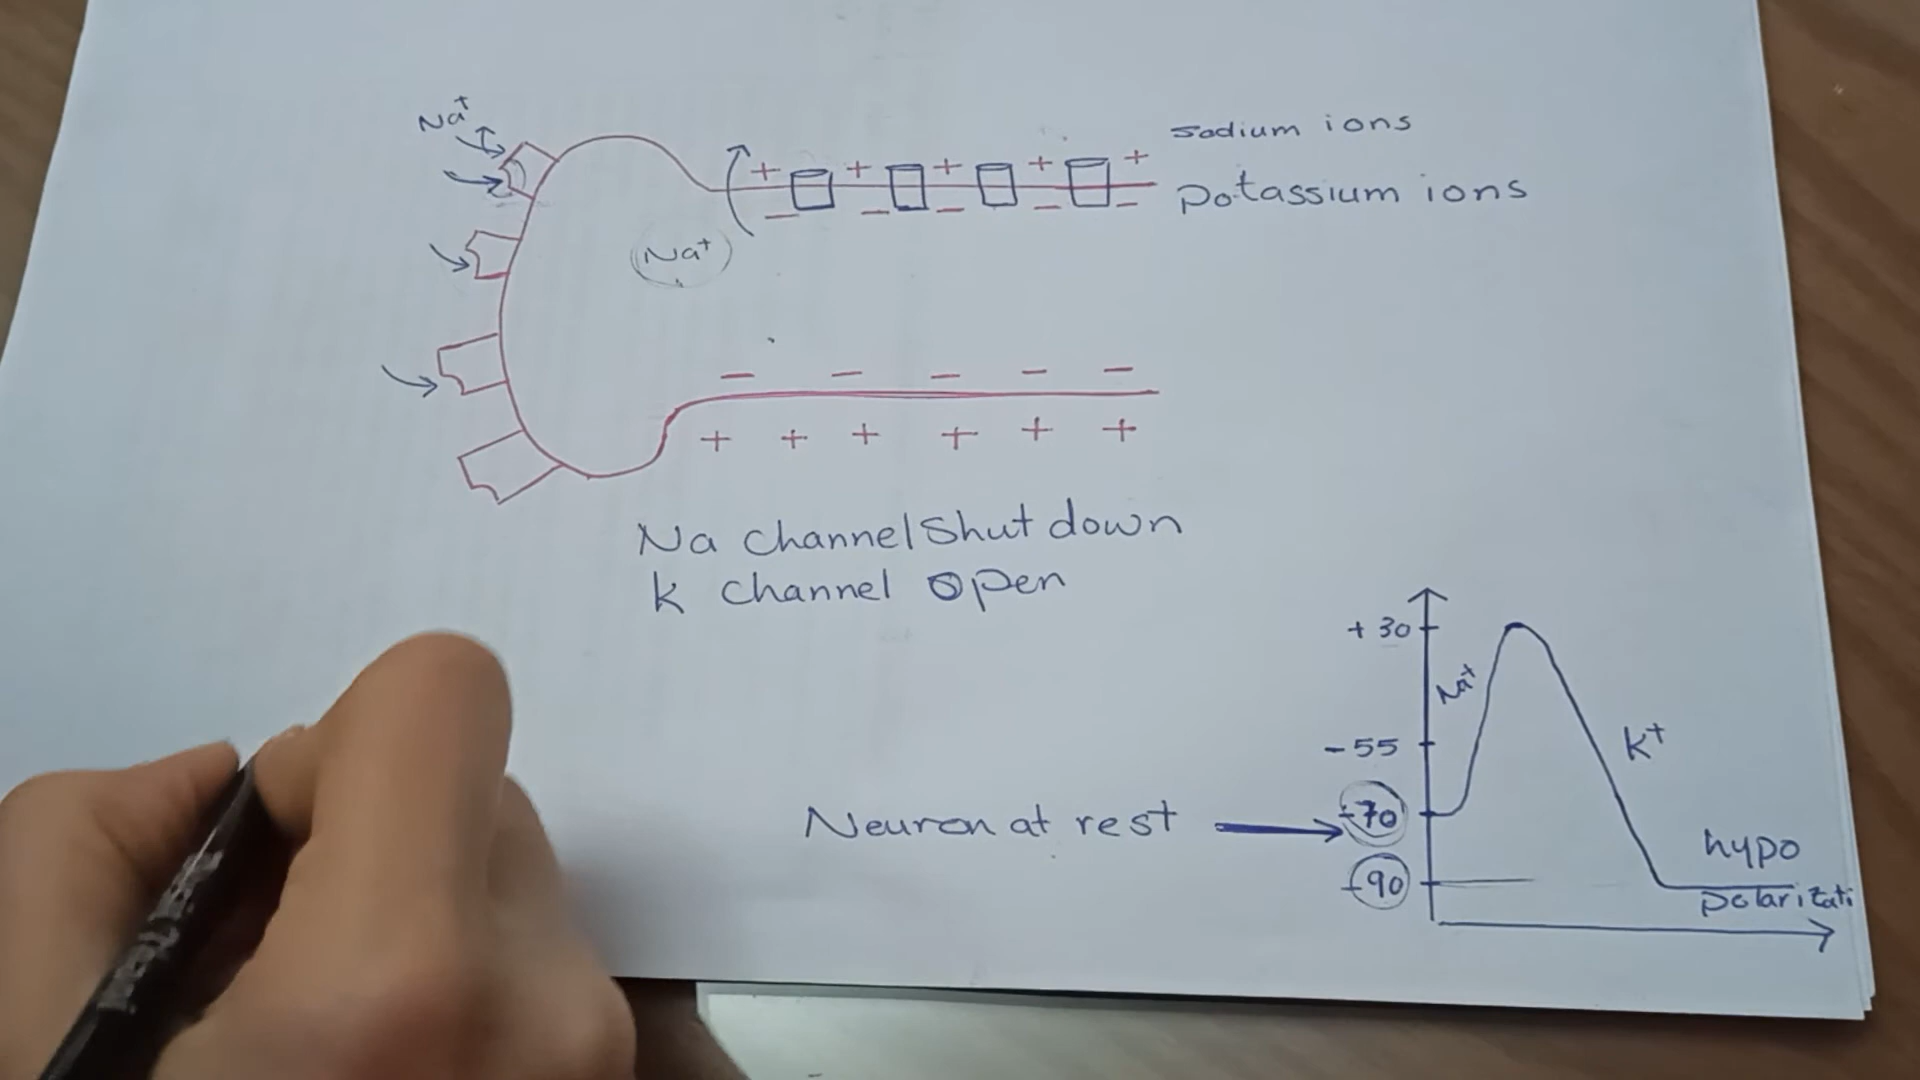 Na+
Sodium ions
Potassium ions
+ + + + +
- - - - -
Na+
- - - - -
+ + + + + +
Na channel Shut down
k channel open
+ 30
Na+
- 55
k+
Neuron at rest
-70
-90
hypo
polarizati